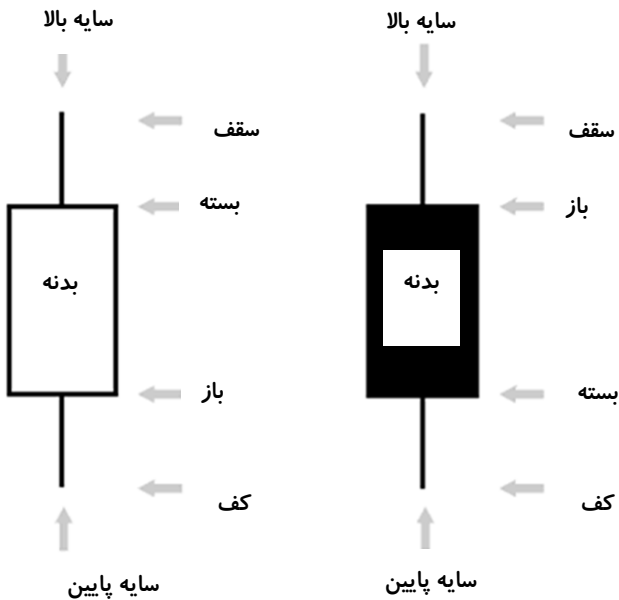 سایه بالا
سایه بالا
سقف
سقف
باز
بسته
بدنه
بدنه
بسته
باز
کف
کف
سایه پایین
سایه پایین